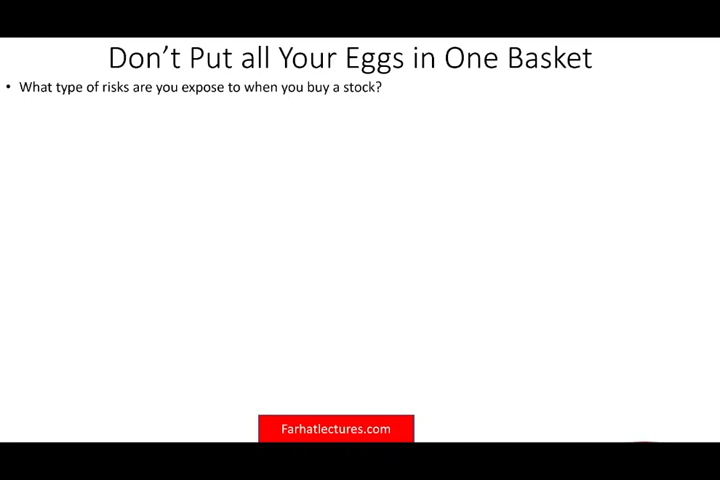 Don’t Put all Your Eggs in One Basket
• What type of risks are you expose to when you buy a stock?
Farhatlectures.com